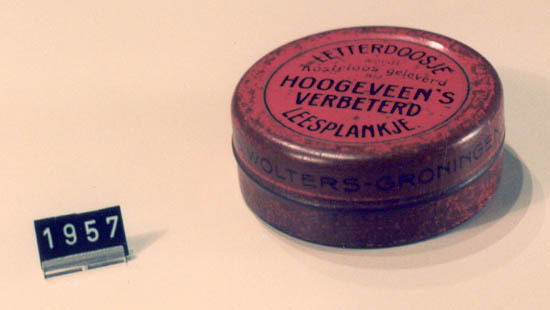 LETTERDOOSJE
wordt
Kosteloos geleverd
bij
HOOGEVEEN'S
VERBETERD
LEESPLANKJE.
WOLTERS-GRONINGEN
1957